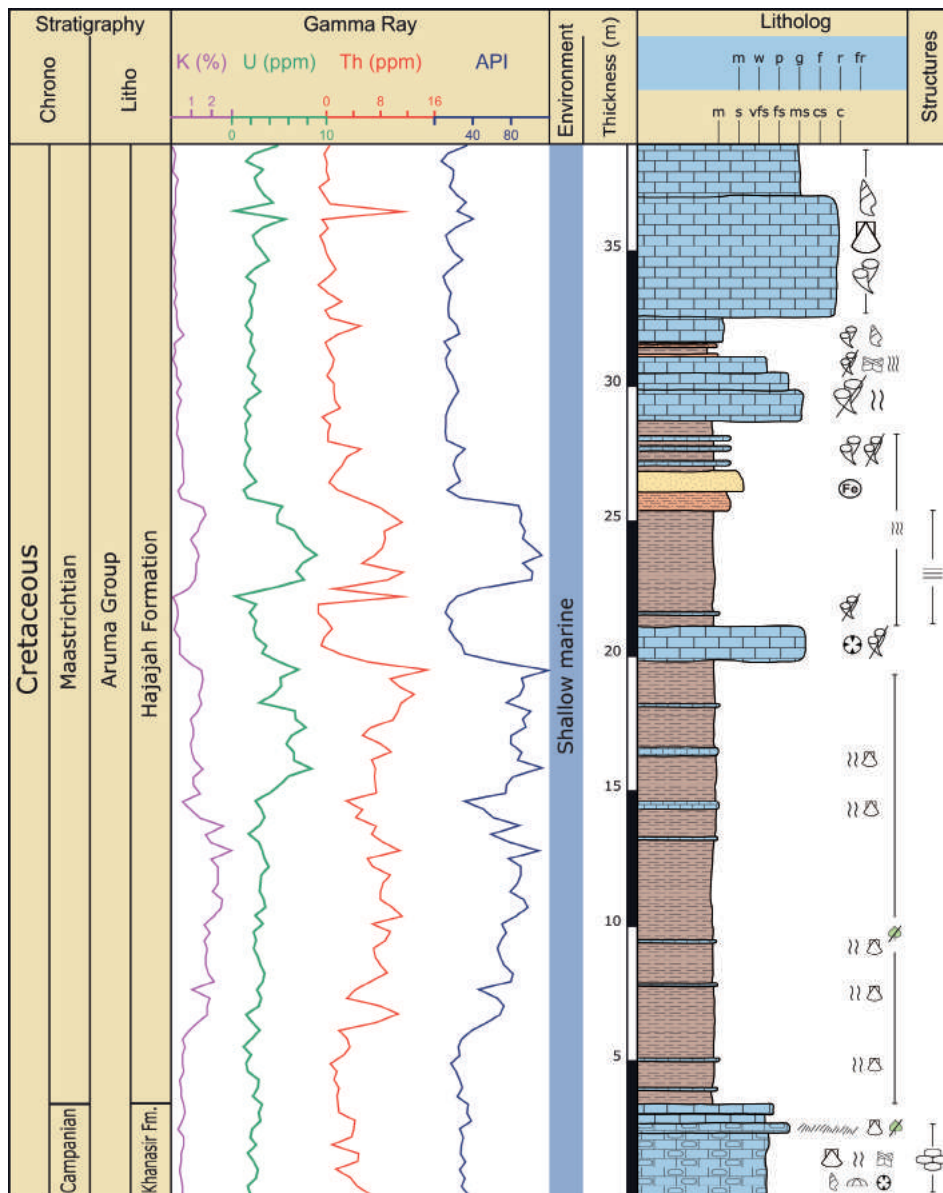 Stratigraphy
Gamma Ray
Litholog
Chrono
Litho
K (%)
U (ppm)
Th (ppm)
API
Environment
Thickness (m)
Structures
m w p g f r fr
m s vfs fs ms cs c
1 2
0 10
0 8 16
40 80
Cretaceous
Maastrichtian
Campanian
Aruma Group
Hajajah Formation
Khanasir Fm.
Shallow marine
35
30
25
20
15
10
5
Fe